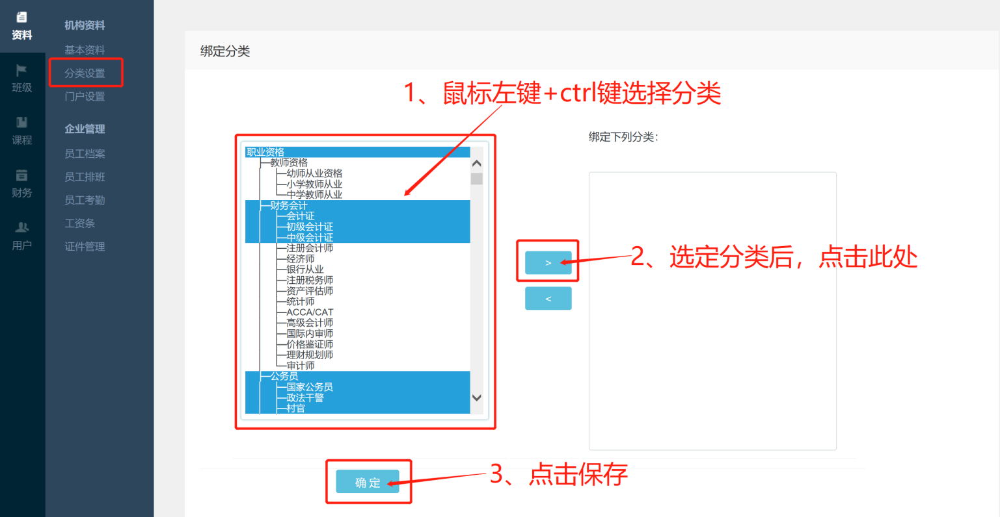 资料
班级
课程
财务
用户
机构资料
基本资料
分类设置
门户设置
企业管理
员工档案
员工排班
员工考勤
工资条
证件管理
绑定分类
1、鼠标左键+ctrl键选择分类
职业资格
教师资格
幼师从业资格
小学教师从业
中学教师从业
财务会计
会计证
初级会计证
中级会计证
注册会计师
经济师
银行从业
注册税务师
资产评估师
统计师
ACCA/CAT
高级会计师
国际内审师
价格鉴证师
理财规划师
审计师
公务员
国家公务员
政法干警
村官
>
<
2、选定分类后，点击此处
绑定下列分类：
确 定
3、点击保存